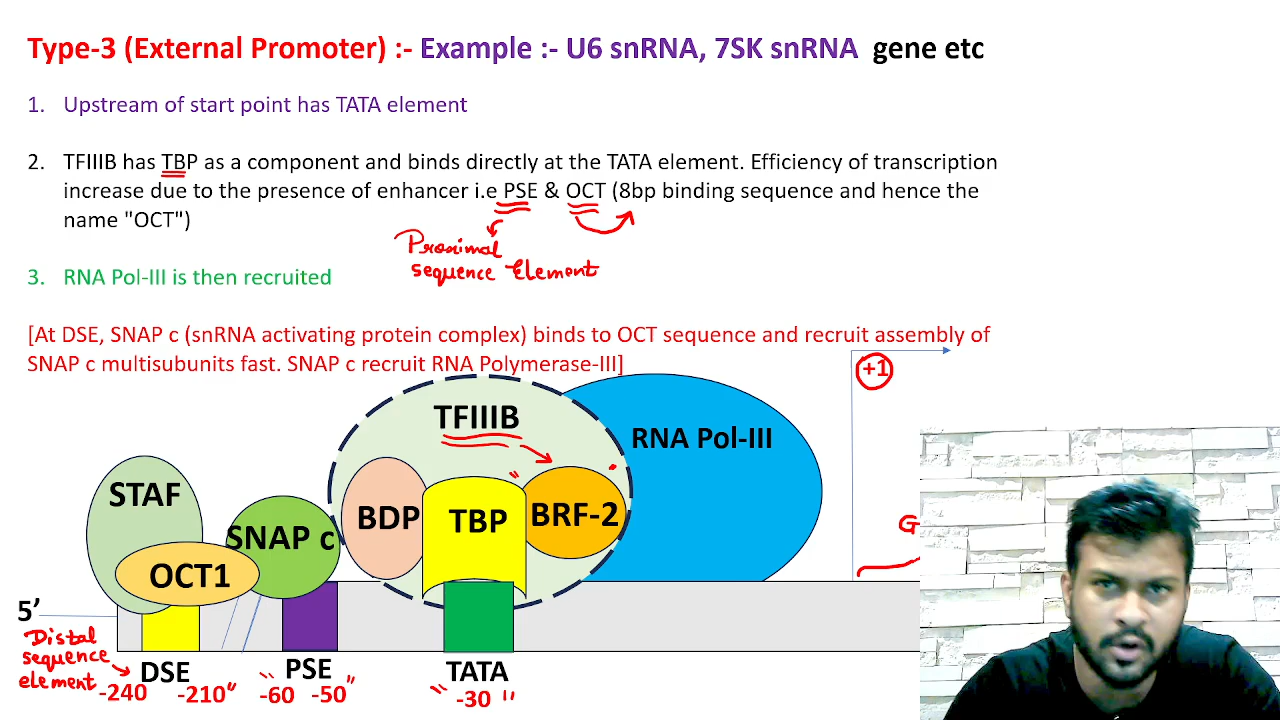 Type-3 (External Promoter) :- Example :- U6 snRNA, 7SK snRNA gene etc
1. Upstream of start point has TATA element
2. TFIIIB has TBP as a component and binds directly at the TATA element. Efficiency of transcription
increase due to the presence of enhancer i.e PSE & OCT (8bp binding sequence and hence the
name "OCT")
Proximal
sequence Element
3. RNA Pol-III is then recruited
[At DSE, SNAP c (snRNA activating protein complex) binds to OCT sequence and recruit assembly of
SNAP c multisubunits fast. SNAP c recruit RNA Polymerase-III]
+1
TFIIIB
RNA Pol-III
STAF
SNAP c
BDP
TBP
BRF-2
G
OCT1
5’
Distal
sequence
element
DSE
PSE
TATA
-240
-210"
"-60
-50"
"-30"